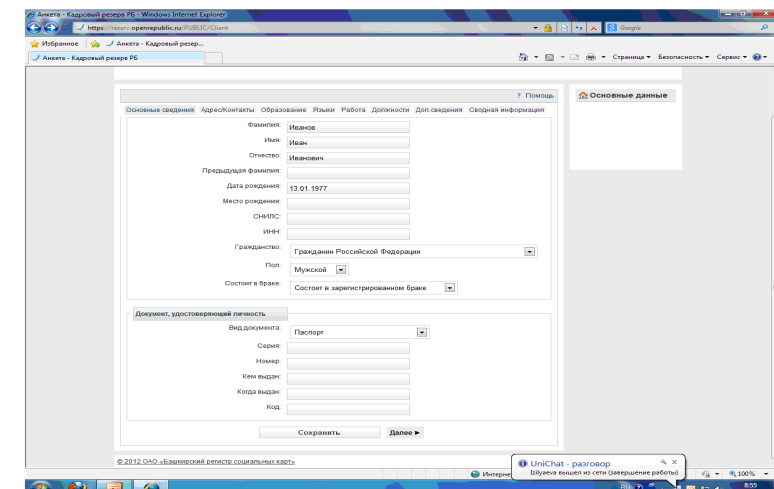 Анкета - Кадровый резерв РБ - Windows Internet Explorer
https://rezerv.openrepublic.ru/PUBLIC/Client
Google
Избранное
Анкета - Кадровый резер...
Анкета - Кадровый резерв РБ
Страница
Безопасность
Сервис
? Помощь
Основные данные
Основные сведения Адрес/Контакты Образование Языки Работа Должности Доп.сведения Сводная информация
Фамилия: Иванов
Имя: Иван
Отчество: Иванович
Предыдущая фамилия:
Дата рождения: 13.01.1977
Место рождения:
СНИЛС:
ИНН:
Гражданство: Гражданин Российской Федерации
Пол: Мужской
Состоит в браке: Состоит в зарегистрированном браке
Документ, удостоверяющий личность
Вид документа: Паспорт
Серия:
Номер:
Кем выдан:
Когда выдан:
Код:
Сохранить Далее ►
© 2012 ОАО «Башкирский регистр социальных карт»
UniChat - разговор
вышел из сети (завершение работы)
Интерне
100%
RU
8:55